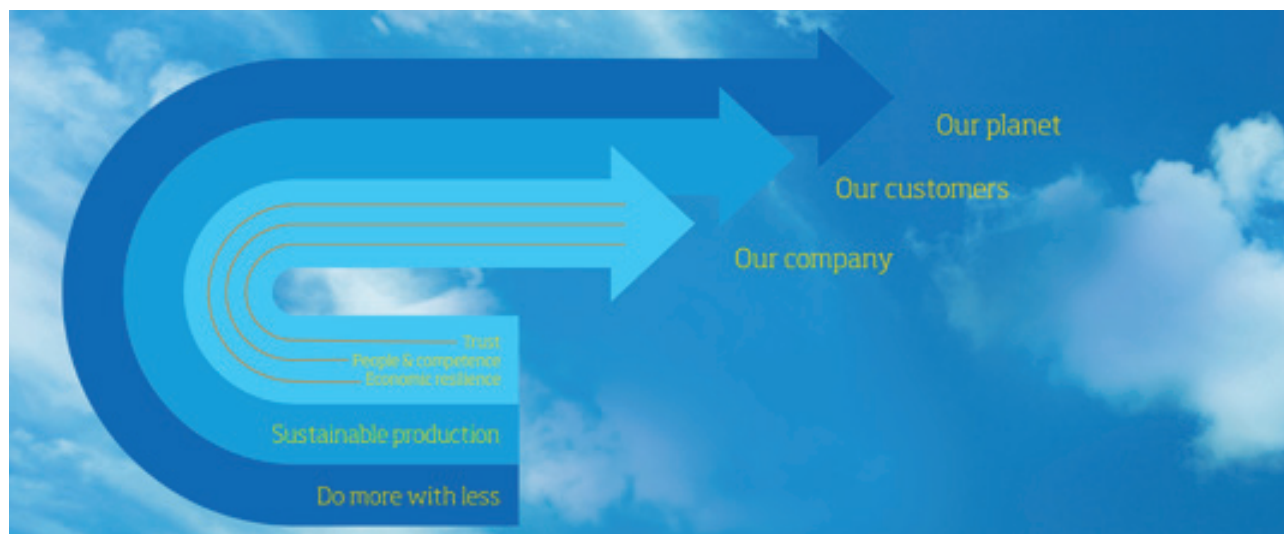 Our planet
Our customers
Our company
Trust
People & competence
Economic resilience
Sustainable production
Do more with less